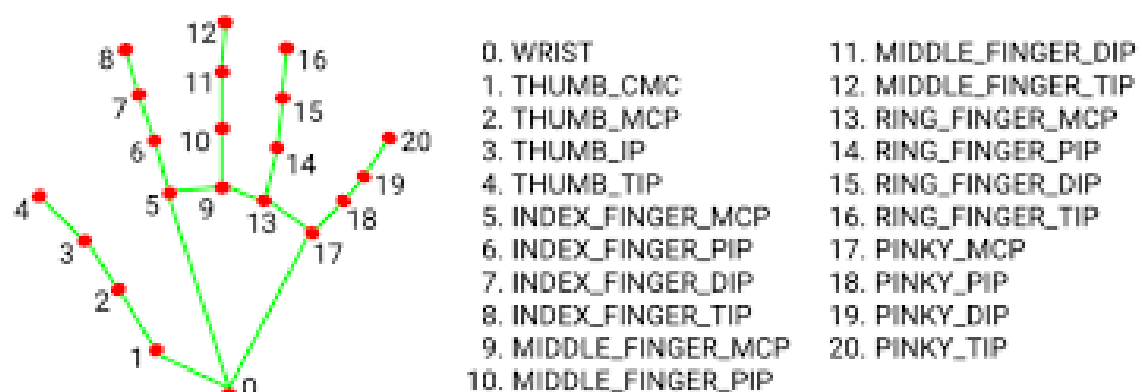 12
8
16
11
7
15
10
6
20
14
19
4
5
9
18
13
3
17
2
1
0
0. WRIST
1. THUMB_CMC
2. THUMB_MCP
3. THUMB_IP
4. THUMB_TIP
5. INDEX_FINGER_MCP
6. INDEX_FINGER_PIP
7. INDEX_FINGER_DIP
8. INDEX_FINGER_TIP
9. MIDDLE_FINGER_MCP
10. MIDDLE_FINGER_PIP
11. MIDDLE_FINGER_DIP
12. MIDDLE_FINGER_TIP
13. RING_FINGER_MCP
14. RING_FINGER_PIP
15. RING_FINGER_DIP
16. RING_FINGER_TIP
17. PINKY_MCP
18. PINKY_PIP
19. PINKY_DIP
20. PINKY_TIP